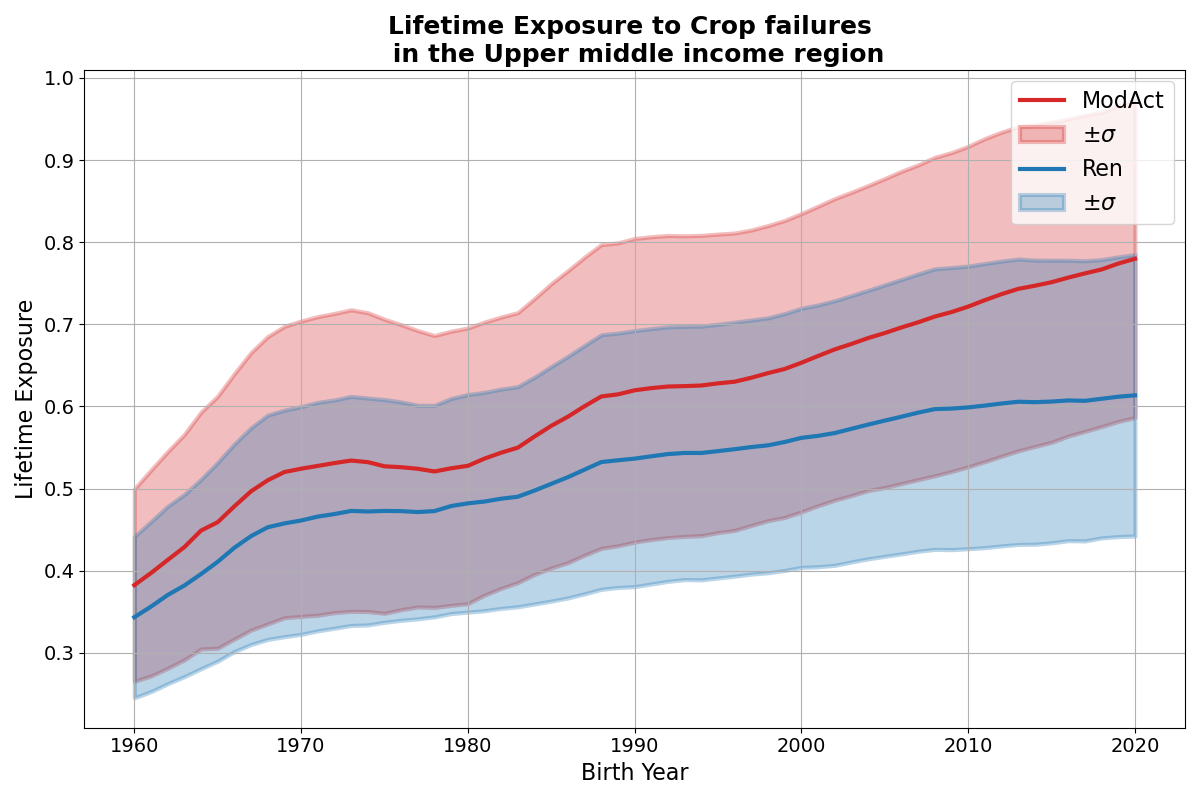 Lifetime Exposure to Crop failures
in the Upper middle income region
1.0
0.9
0.8
0.7
0.6
0.5
0.4
0.3
Lifetime Exposure
ModAct
±σ
Ren
±σ
1960 1970 1980 1990 2000 2010 2020
Birth Year